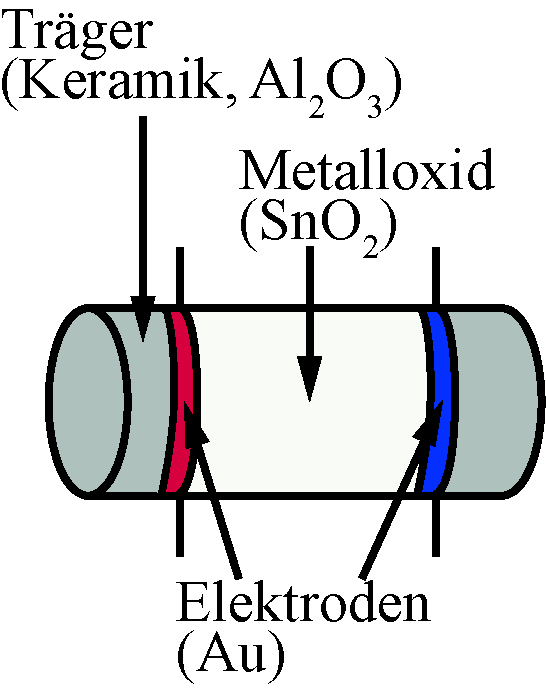 Träger
(Keramik, Al₂O₃)
Metalloxid
(SnO₂)
Elektroden
(Au)